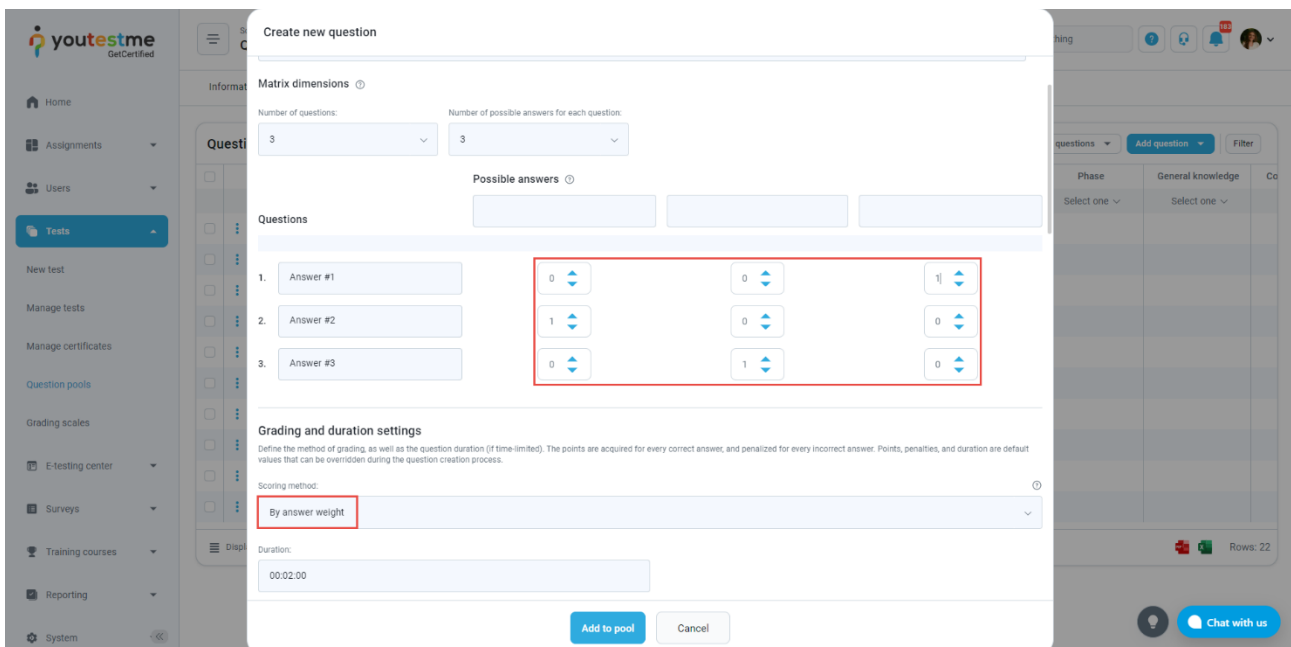 youtestme
GetCertified
Home
Assignments
Users
Tests
New test
Manage tests
Manage certificates
Question pools
Grading scales
E-testing center
Surveys
Training courses
Reporting
System
Informat
Questi
Displ
Create new question
Matrix dimensions
Number of questions:
Number of possible answers for each question:
3
3
Possible answers
Questions
1. Answer #1 0 0 1
2. Answer #2 1 0 0
3. Answer #3 0 1 0
Grading and duration settings
Define the method of grading, as well as the question duration (if time-limited). The points are acquired for every correct answer, and penalized for every incorrect answer. Points, penalties, and duration are default
values that can be overridden during the question creation process.
Scoring method:
By answer weight
Duration:
00:02:00
Add to pool
Cancel
hing
questions
Add question
Filter
Phase
General knowledge
Co
Select one
Select one
Rows: 22
Chat with us